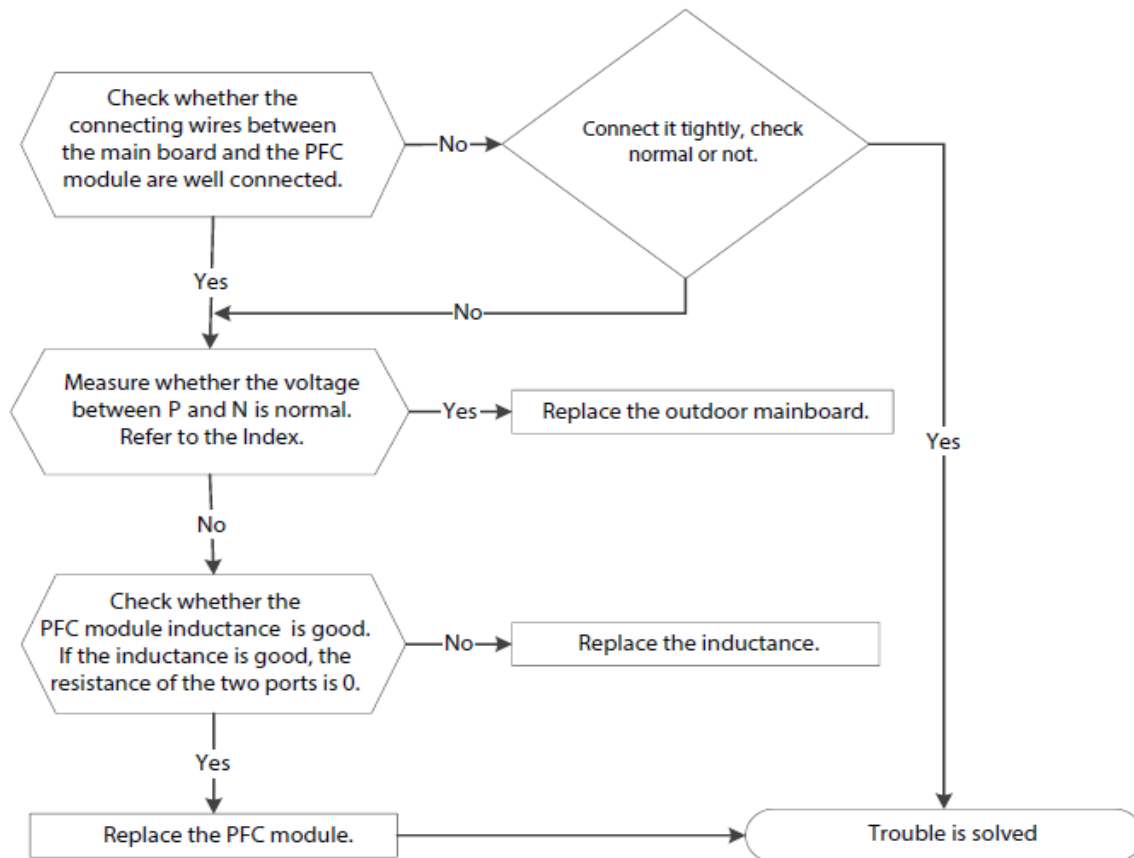 Check whether the
connecting wires between
the main board and the PFC
module are well connected.
No
Connect it tightly, check
normal or not.
Yes
No
Measure whether the voltage
between P and N is normal.
Refer to the Index.
Yes
Replace the outdoor mainboard.
Yes
No
Check whether the
PFC module inductance is good.
If the inductance is good, the
resistance of the two ports is 0.
No
Replace the inductance.
Yes
Replace the PFC module.
Trouble is solved